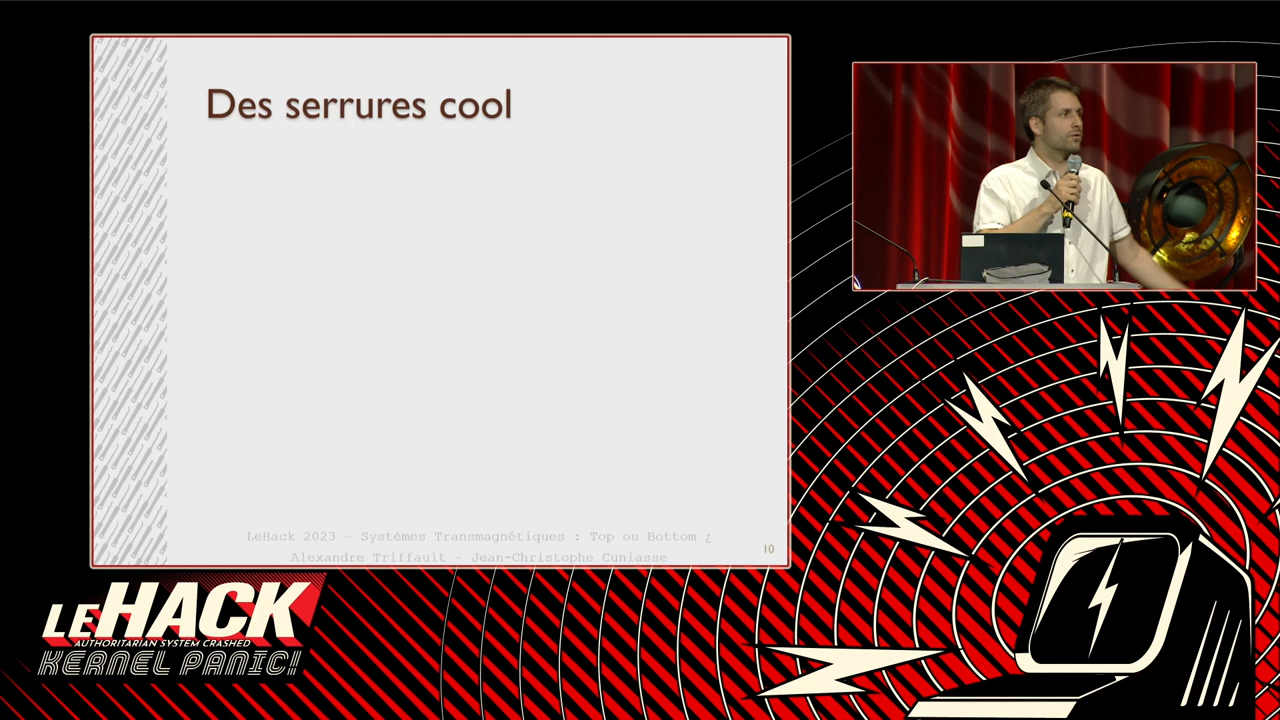 Des serrures cool
LeHack 2023 – Systèmes Transmagnétiques : Top ou Bottom ¿
Alexandre Triffault – Jean-Christophe Cuniasse
10
LEHACK
AUTHORITARIAN SYSTEM CRASHED
KERNEL PANIC!